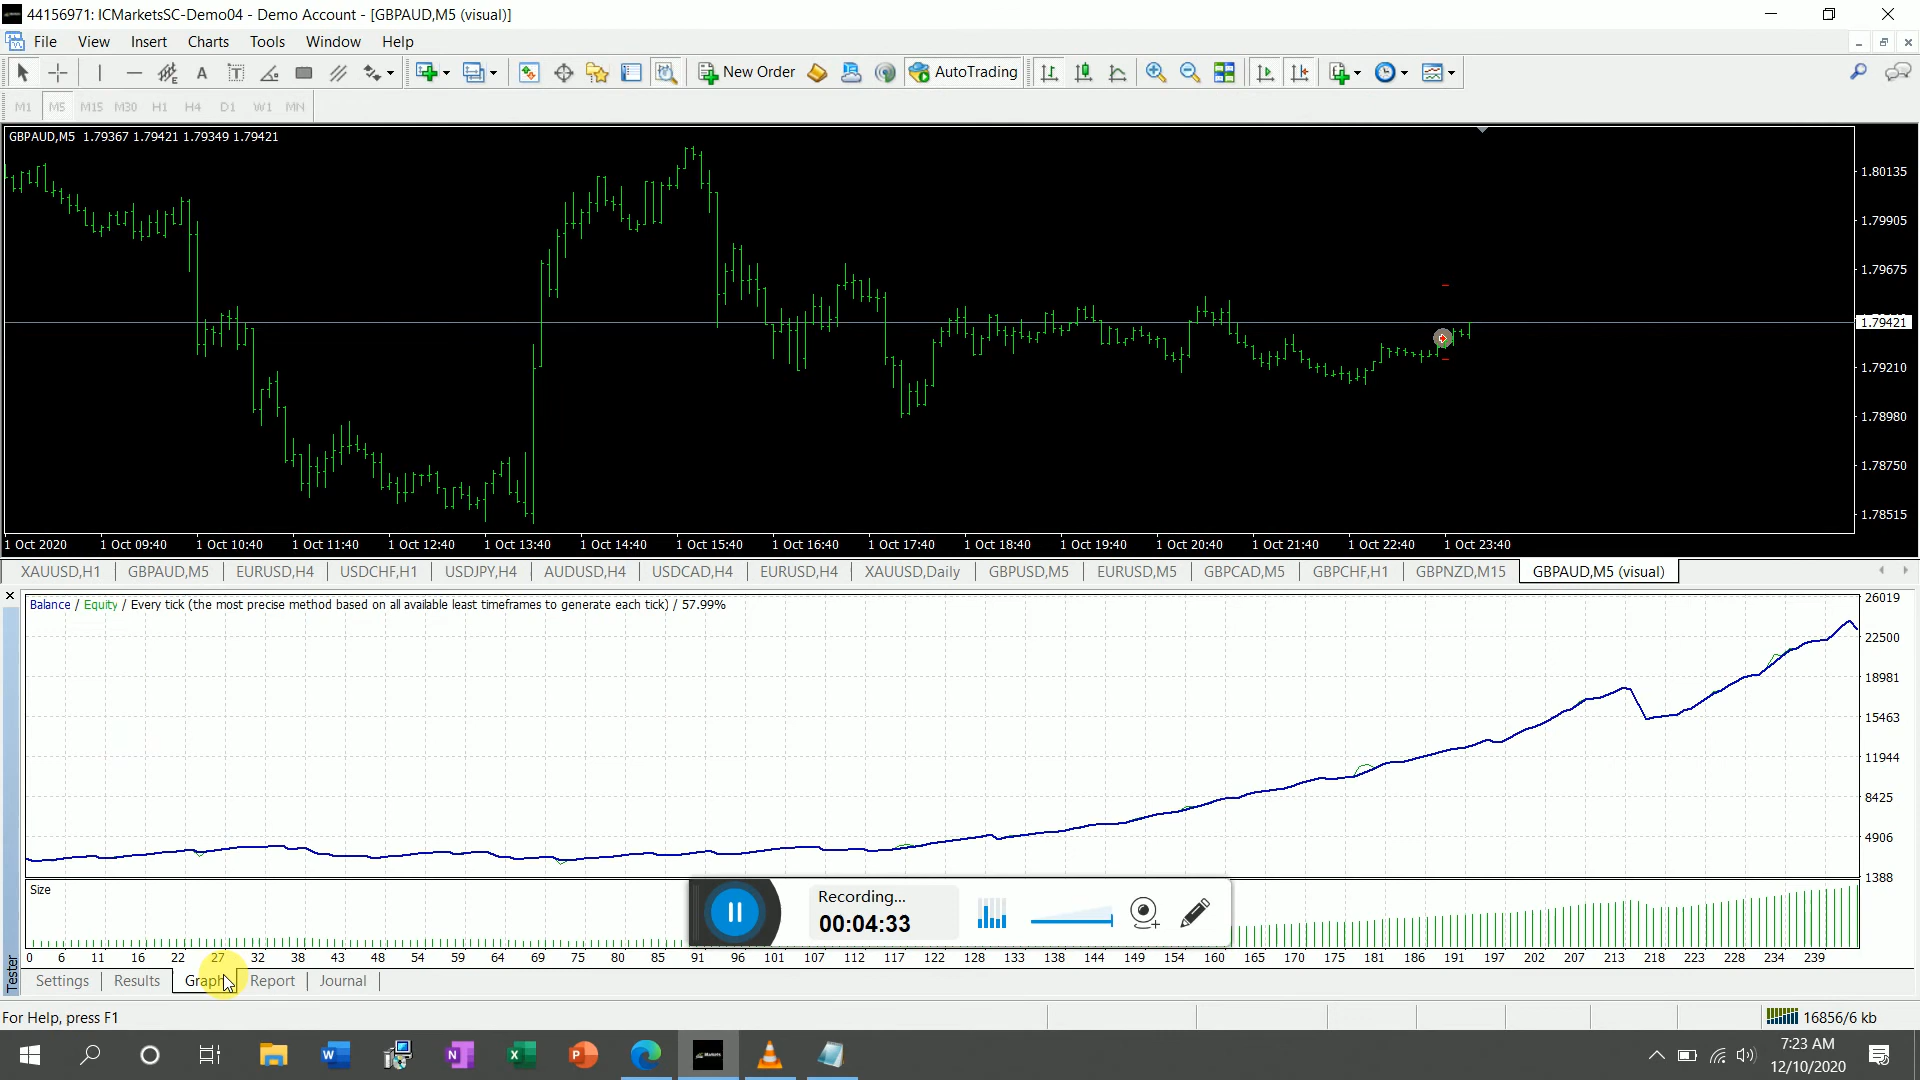 44156971: ICMarketsSC-Demo04 - Demo Account - [GBPAUD,M5 (visual)]
File View Insert Charts Tools Window Help
A T New Order AutoTrading
M1 M5 M15 M30 H1 H4 D1 W1 MN
GBPAUD,M5 1.79367 1.79421 1.79349 1.79421
1.80135
1.79905
1.79675
1.79421
1.79210
1.78980
1.78750
1.78515
1 Oct 2020 1 Oct 09:40 1 Oct 10:40 1 Oct 11:40 1 Oct 12:40 1 Oct 13:40 1 Oct 14:40 1 Oct 15:40 1 Oct 16:40 1 Oct 17:40 1 Oct 18:40 1 Oct 19:40 1 Oct 20:40 1 Oct 21:40 1 Oct 22:40 1 Oct 23:40
XAUUSD,H1 GBPAUD,M5 EURUSD,H4 USDCHF,H1 USDJPY,H4 AUDUSD,H4 USDCAD,H4 EURUSD,H4 XAUUSD,Daily GBPUSD,M5 EURUSD,M5 GBPCAD,M5 GBPCHF,H1 GBPNZD,M15 GBPAUD,M5 (visual)
Balance / Equity / Every tick (the most precise method based on all available least timeframes to generate each tick) / 57.99%
26019
22500
18981
15463
11944
8425
4906
1388
Size
Recording...
00:04:33
0 6 11 16 22 27 32 38 43 48 54 59 64 69 75 80 85 91 96 101 107 112 117 123 128 133 138 144 149 154 160 165 170 176 181 186 192 197 202 207 213 218 223 229 234 239
Tester
Settings Results Graph Report Journal
For Help, press F1
16856/6 kb
7:23 AM
12/10/2020